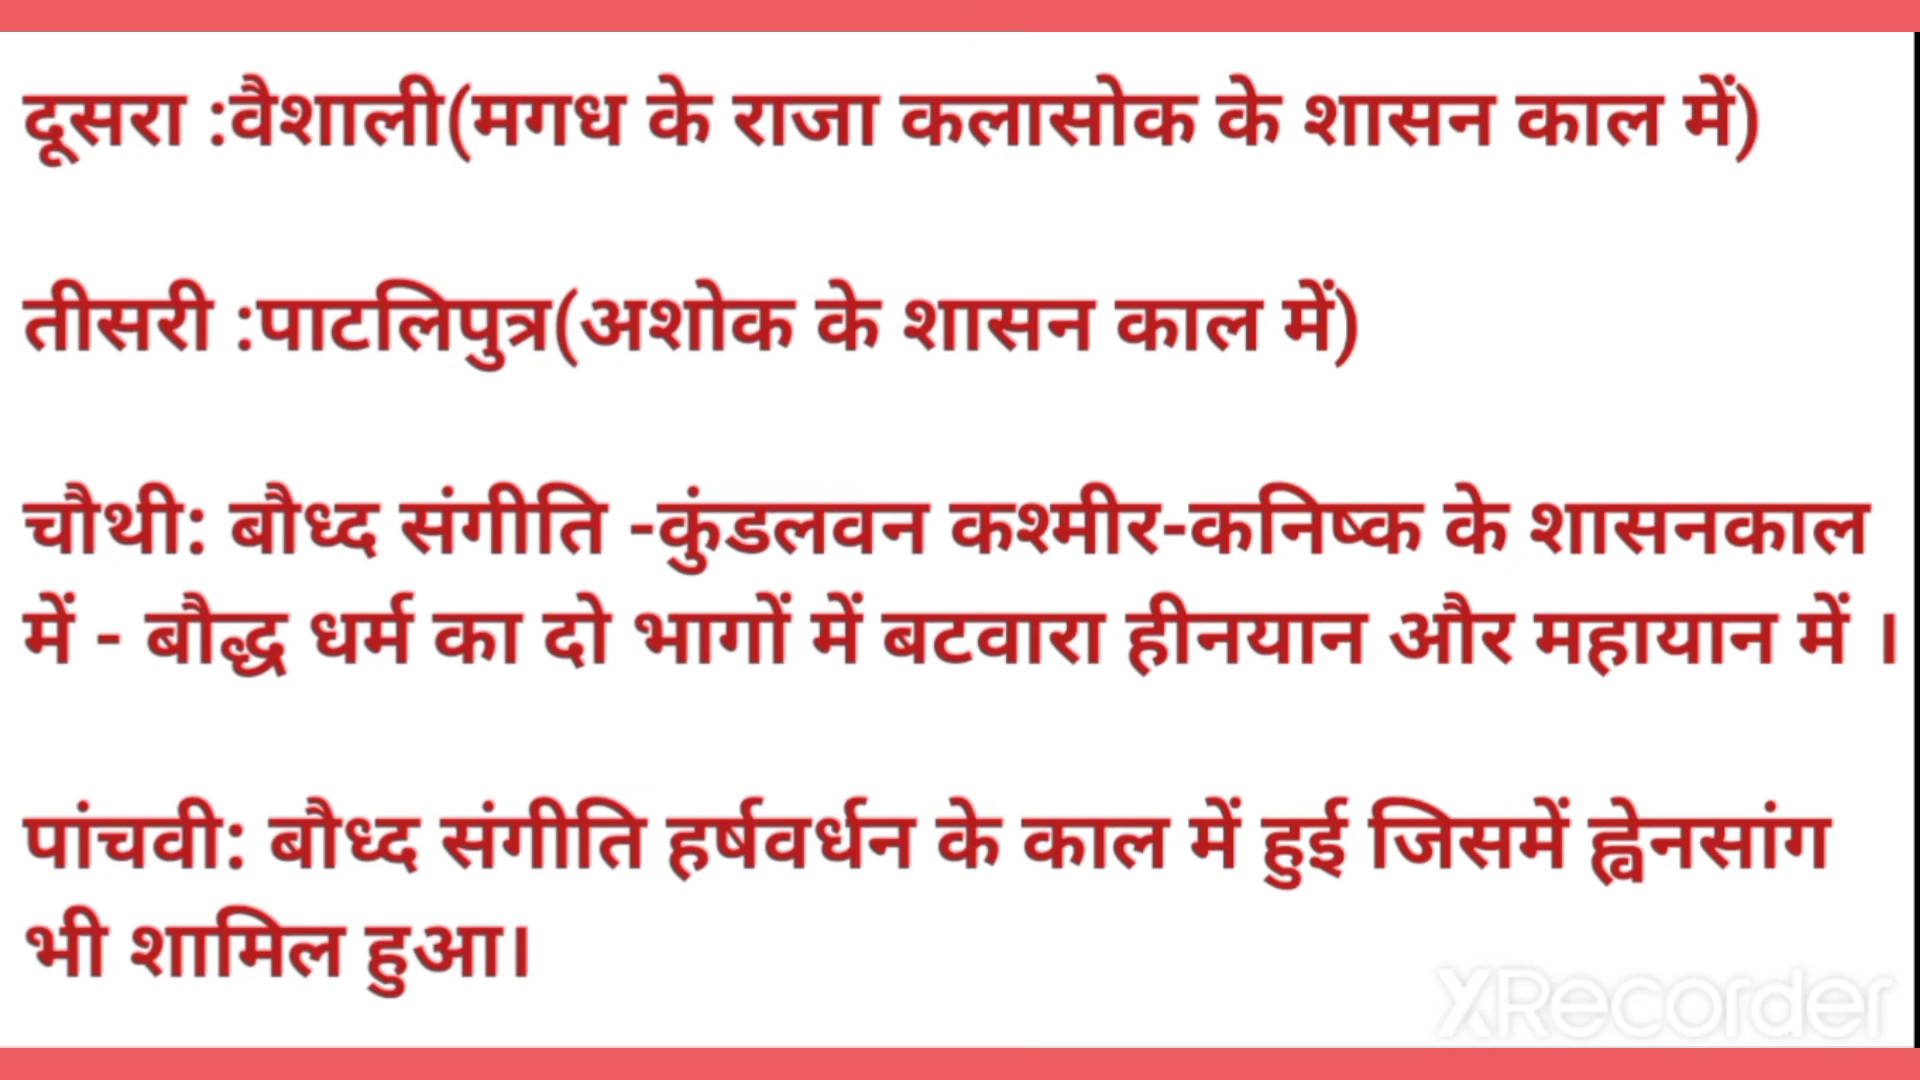 दूसरा :वैशाली(मगध के राजा कलासोक के शासन काल में)
तीसरी :पाटलिपुत्र(अशोक के शासन काल में)
चौथी: बौध्द संगीति -कुंडलवन कश्मीर-कनिष्क के शासनकाल
में - बौद्ध धर्म का दो भागों में बटवारा हीनयान और महायान में ।
पांचवी: बौध्द संगीति हर्षवर्धन के काल में हुई जिसमें ह्वेनसांग
भी शामिल हुआ।
XRecorder